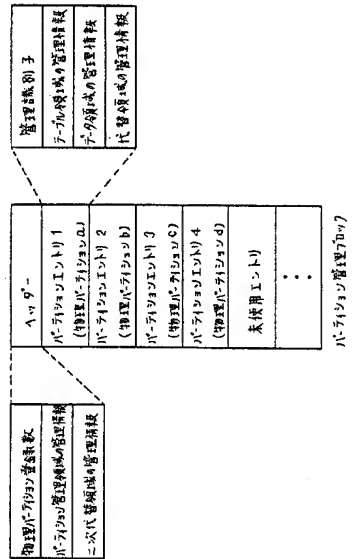 物理パーティション登録数
パーティション管理領域の管理情報
二次代替領域の管理情報
ヘッダー
パーティションエントリ1
(物理パーティションa)
パーティションエントリ2
(物理パーティションb)
パーティションエントリ3
(物理パーティションc)
パーティションエントリ4
(物理パーティションd)
未使用エントリ
パーティション管理ブロック
管理識別子
テーブル領域の管理情報
データ領域の管理情報
代替領域の管理情報